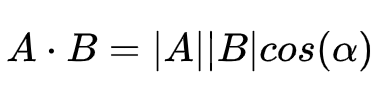 A · B = |A||B|cos(α)